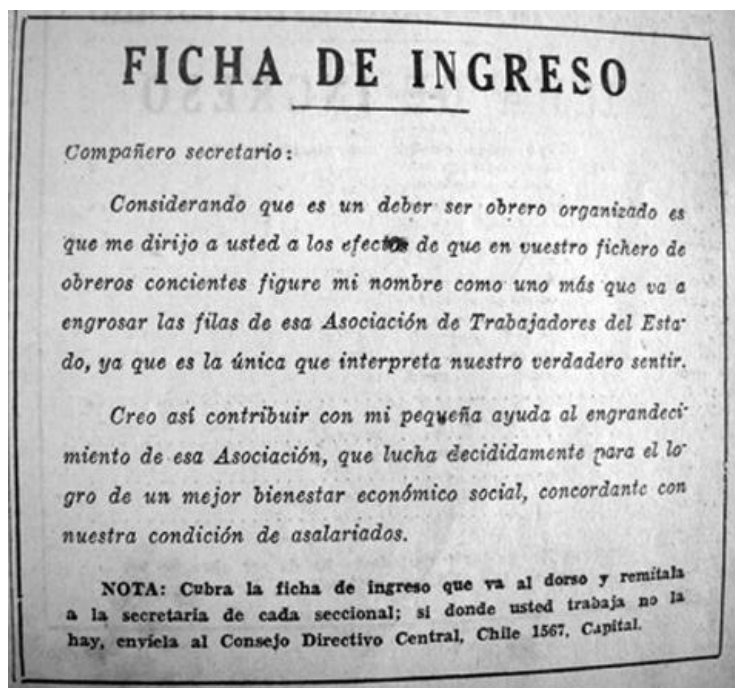 FICHA DE INGRESO
Compañero secretario:
Considerando que es un deber ser obrero organizado es
que me dirijo a usted a los efectos de que en vuestro fichero de
obreros concientes figure mi nombre como uno más que va a
engrosar las filas de esa Asociación de Trabajadores del Esta-
do, ya que es la única que interpreta nuestro verdadero sentir.
Creo así contribuir con mi pequeña ayuda al engrandeci-
miento de esa Asociación, que lucha decididamente para el lo-
gro de un mejor bienestar económico social, concordante con
nuestra condición de asalariados.
NOTA: Cubra la ficha de ingreso que va al dorso y remítala
a la secretaría de cada seccional; si donde usted trabaja no la
hay, envíela al Consejo Directivo Central, Chile 1567, Capital.